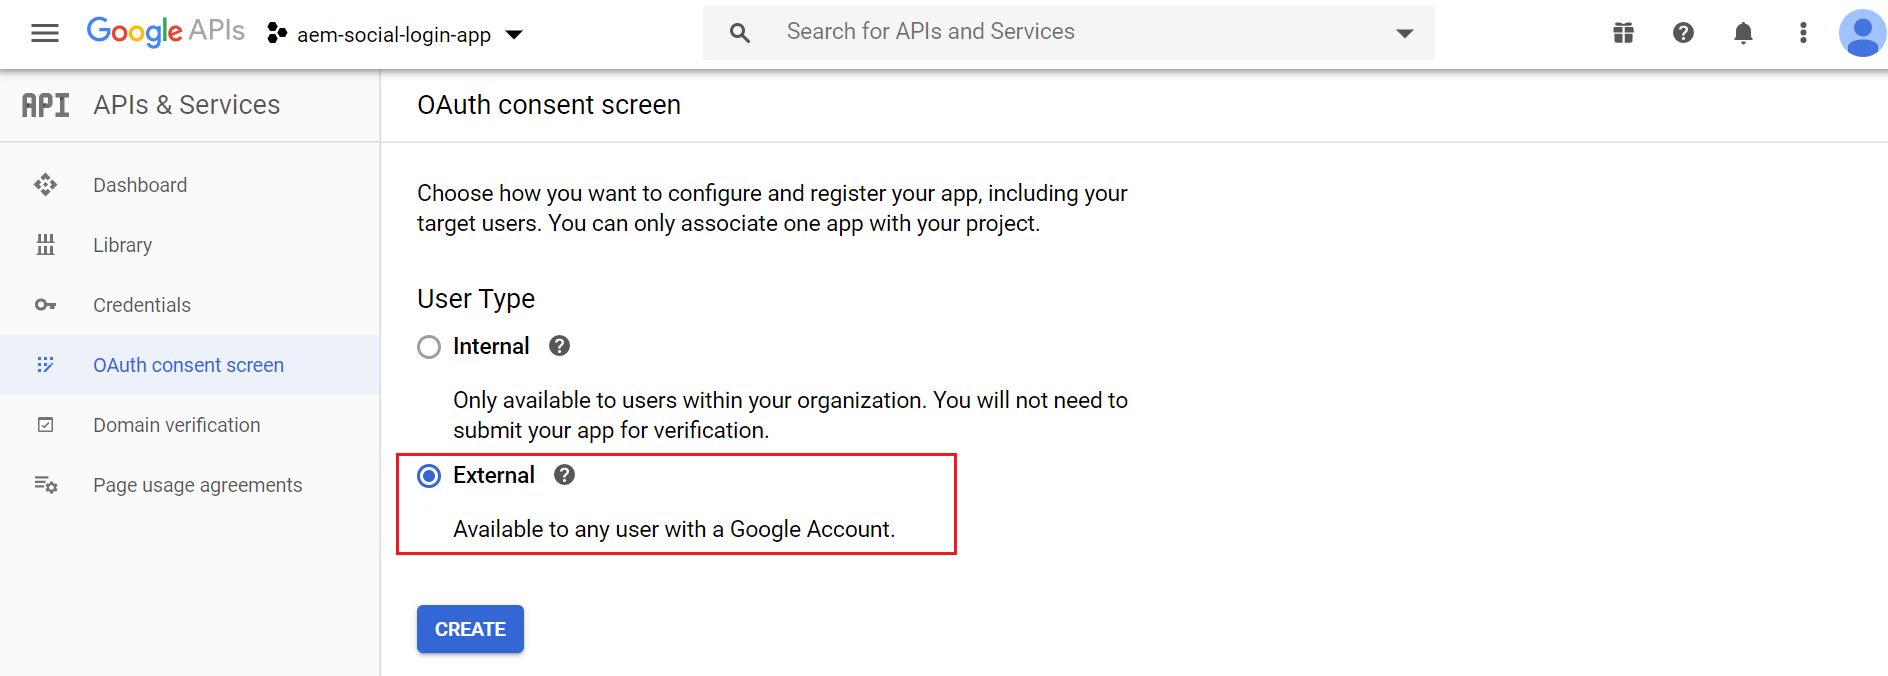 Google APIs
aem-social-login-app
Search for APIs and Services
API
APIs & Services
OAuth consent screen
Dashboard
Library
Credentials
OAuth consent screen
Domain verification
Page usage agreements
Choose how you want to configure and register your app, including your
target users. You can only associate one app with your project.
User Type
Internal
Only available to users within your organization. You will not need to
submit your app for verification.
External
Available to any user with a Google Account.
CREATE